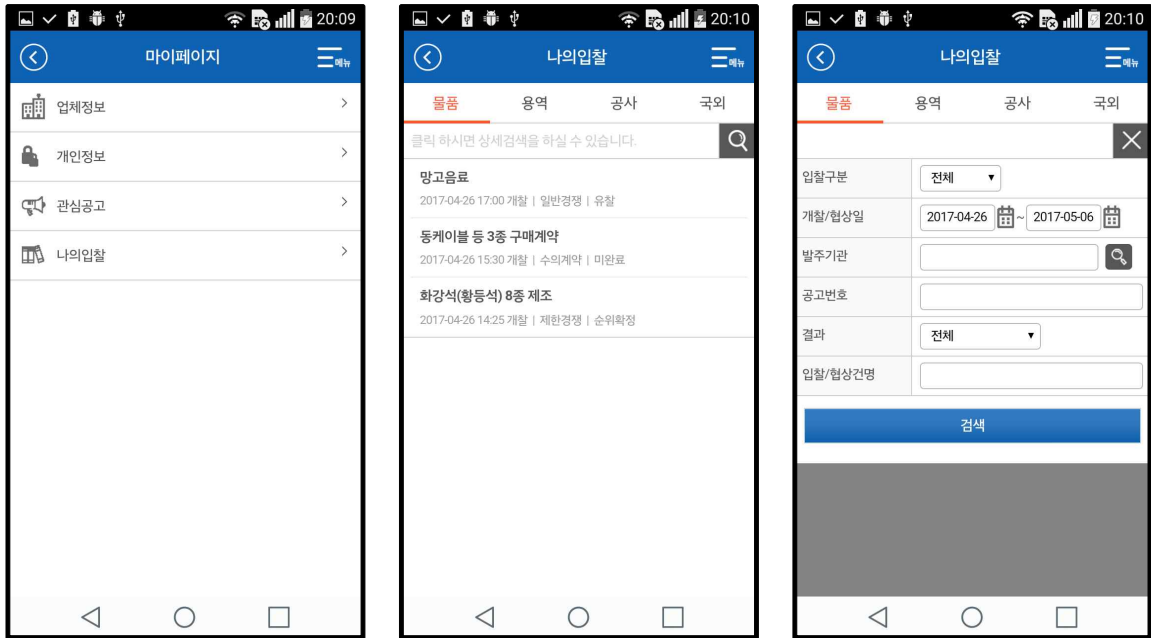 20:09
마이페이지
메뉴
업체정보
개인정보
관심공고
나의입찰
20:10
나의입찰
메뉴
물품 용역 공사 국외
클릭 하시면 상세검색을 하실 수 있습니다.
망고음료
2017-04-26 17:00 개찰 | 일반경쟁 | 유찰
동케이블 등 3종 구매계약
2017-04-26 15:30 개찰 | 수의계약 | 미완료
화강석(황등석) 8종 제조
2017-04-26 14:25 개찰 | 제한경쟁 | 순위확정
20:10
나의입찰
메뉴
물품 용역 공사 국외
입찰구분 전체
개찰/협상일 2017-04-26 ~ 2017-05-06
발주기관
공고번호
결과 전체
입찰/협상건명
검색